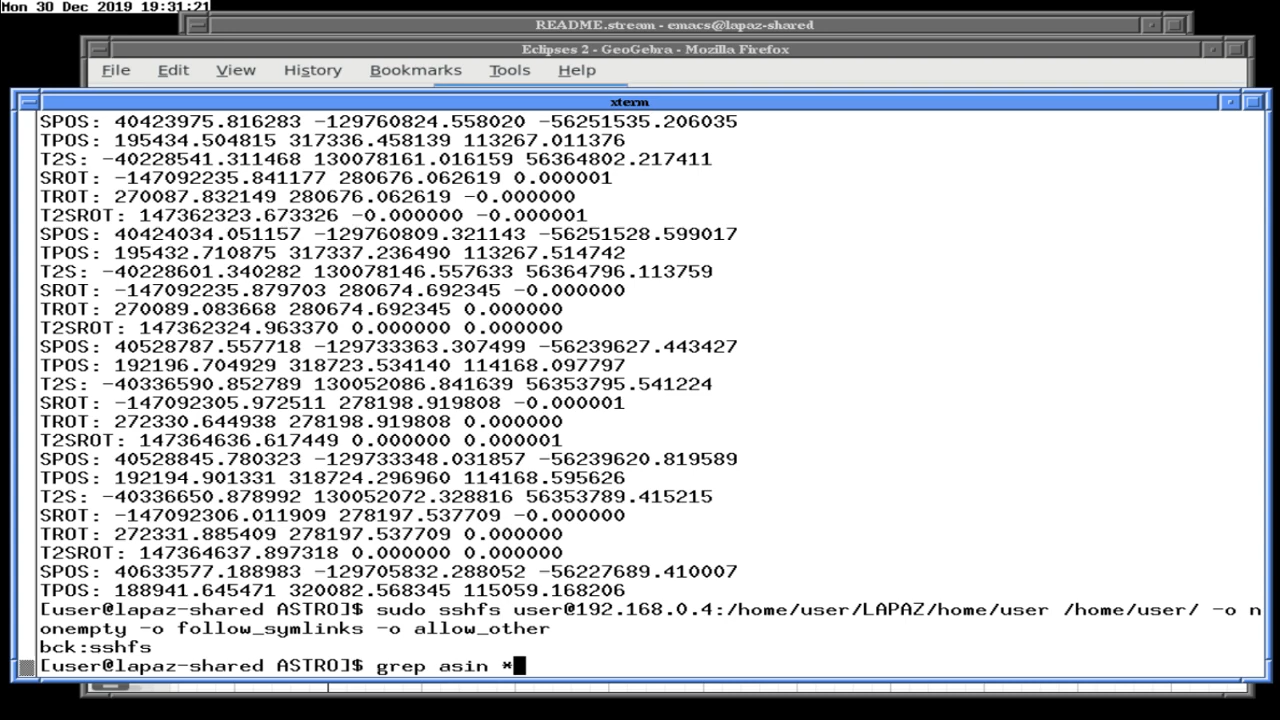 Mon 30 Dec 2019 19:31:21
README.stream - emacs@lapaz-shared
Eclipses 2 - GeoGebra - Mozilla Firefox
File Edit View History Bookmarks Tools Help
xterm
SPOS: 40423975.816283 -129760824.558020 -56251535.206035
TPOS: 195434.504815 317336.458139 113267.011376
T2S: -40228541.311468 130078161.016159 56364802.217411
SROT: -147092235.841177 280676.062619 0.000001
TROT: 270087.832149 280676.062619 -0.000000
T2SROT: 147362323.673326 -0.000000 -0.000001
SPOS: 40424034.051157 -129760809.321143 -56251528.599017
TPOS: 195432.710875 317337.236490 113267.514742
T2S: -40228601.340282 130078146.557633 56364796.113759
SROT: -147092235.879703 280674.692345 -0.000000
TROT: 270089.083668 280674.692345 0.000000
T2SROT: 147362324.963370 0.000000 0.000000
SPOS: 40528787.557718 -129733363.307499 -56239627.443427
TPOS: 192196.704929 318723.534140 114168.097797
T2S: -40336590.852789 130052086.841639 56353795.541224
SROT: -147092305.972511 278198.919808 -0.000001
TROT: 272330.644938 278198.919808 0.000000
T2SROT: 147364636.617449 0.000000 0.000001
SPOS: 40528845.780323 -129733348.031857 -56239620.819589
TPOS: 192194.901331 318724.296960 114168.595626
T2S: -40336650.878992 130052072.328816 56353789.415215
SROT: -147092306.011909 278197.537709 -0.000000
TROT: 272331.885409 278197.537709 0.000000
T2SROT: 147364637.897318 0.000000 0.000000
SPOS: 40633577.188983 -129705832.288052 -56227689.410007
TPOS: 188941.645471 320082.568345 115059.168206
[user@lapaz-shared ASTRO]$ sudo sshfs user@192.168.0.4:/home/user/LAPAZ/home/user /home/user/ -o n
onempty -o follow_symlinks -o allow_other
bck:sshfs
[user@lapaz-shared ASTRO]$ grep asin *